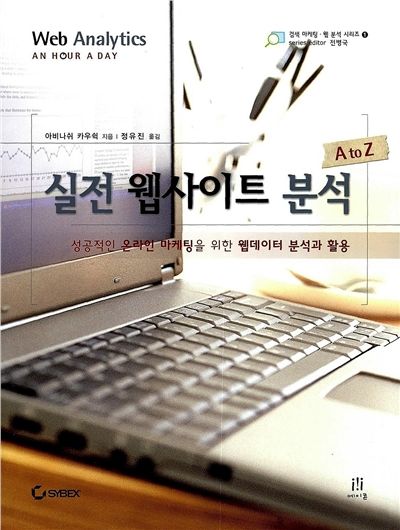 Web Analytics
AN HOUR A DAY
검색 마케팅·웹 분석 시리즈 1
series editor 전병국
아비나쉬 카우쉭 지음 | 정유진 옮김
A to Z
실전 웹사이트 분석
성공적인 온라인 마케팅을 위한 웹데이터 분석과 활용
SYBEX
에이콘